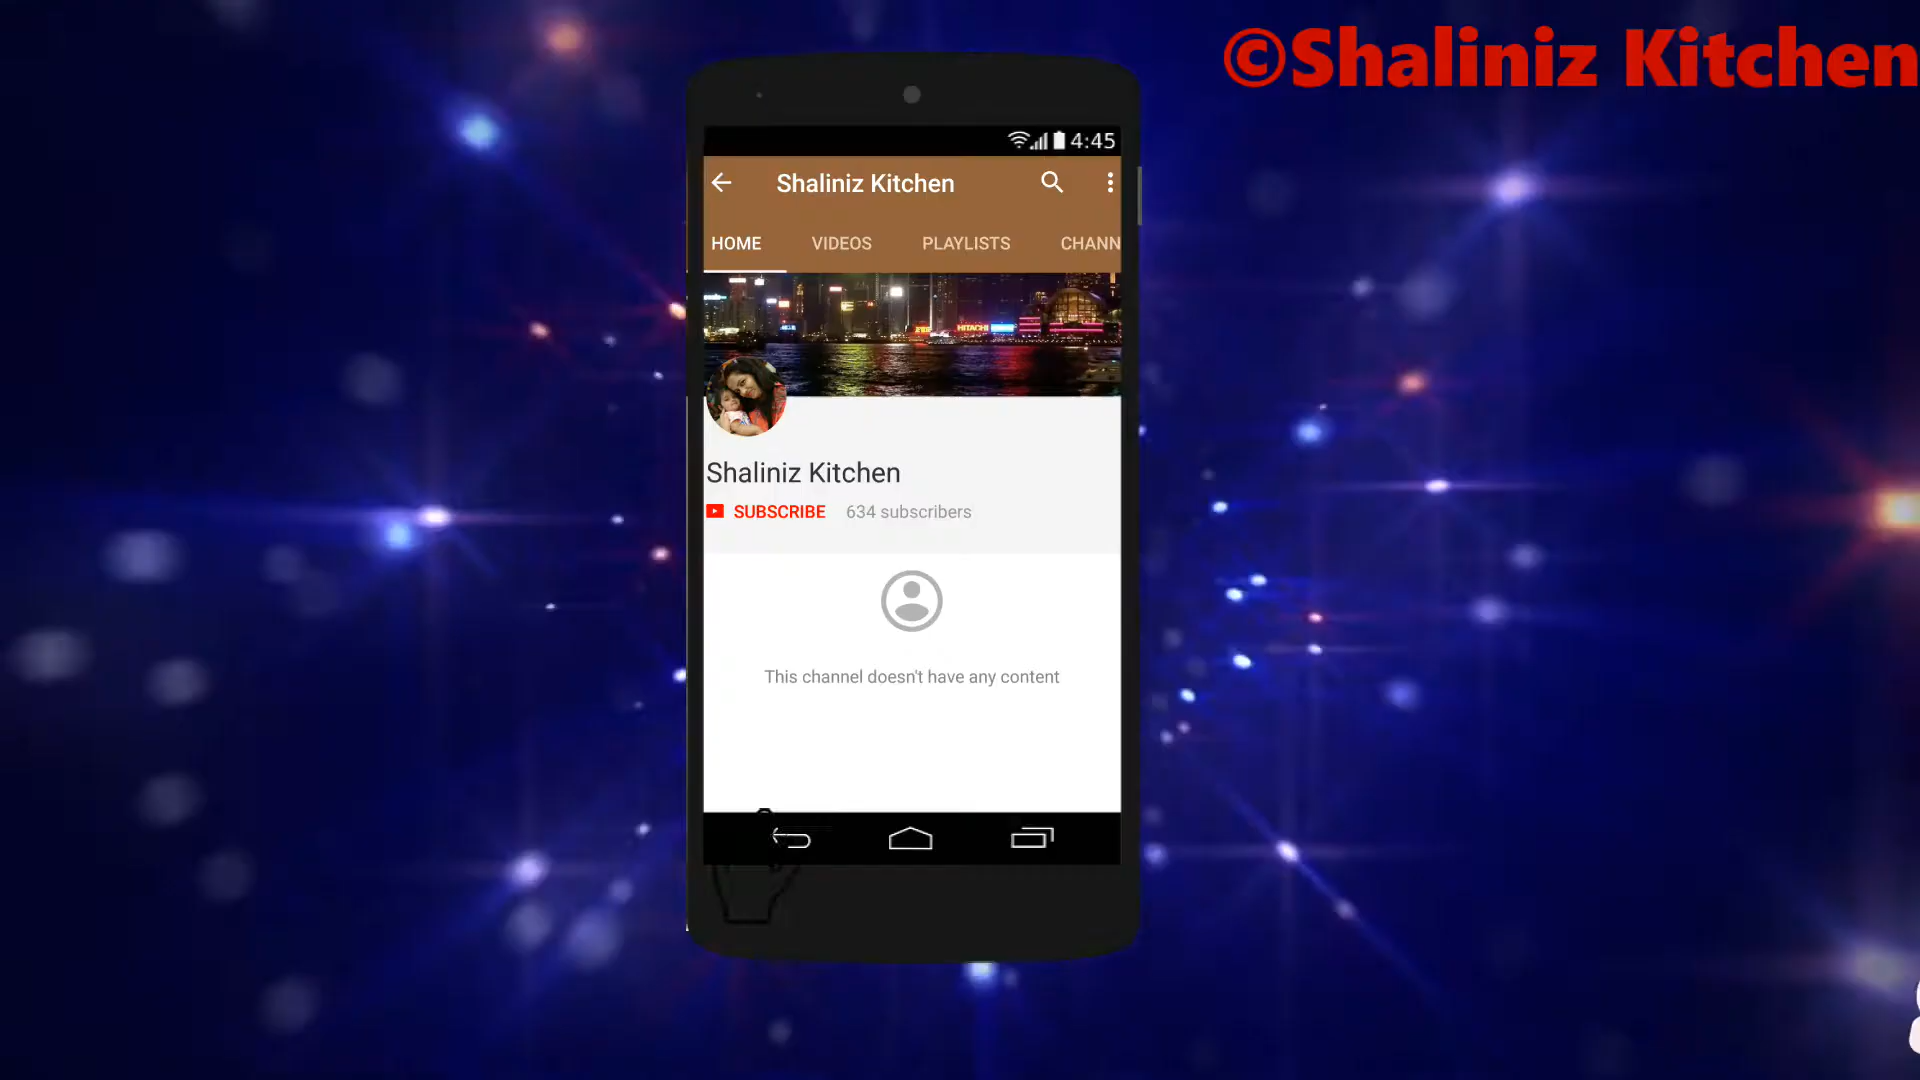 ©Shaliniz Kitchen
4:45
Shaliniz Kitchen
HOME VIDEOS PLAYLISTS CHANN
HITACHI
Shaliniz Kitchen
SUBSCRIBE 634 subscribers
This channel doesn't have any content